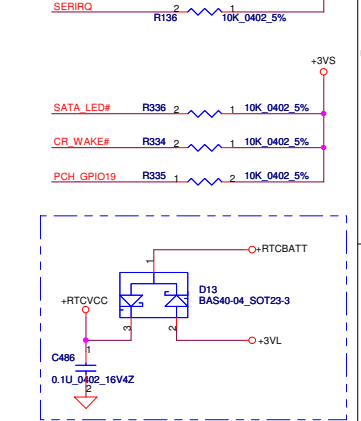 SERIRQ 2 1
R136 10K_0402_5%
+3VS
SATA_LED# R336 2 1 10K_0402_5%
CR_WAKE# R334 2 1 10K_0402_5%
PCH_GPIO19 R335 1 2 10K_0402_5%
+RTCBATT
1
D13
BAS40-04_SOT23-3
+RTCVCC
3 2
+3VL
1
C486
0.1U_0402_16V4Z
2